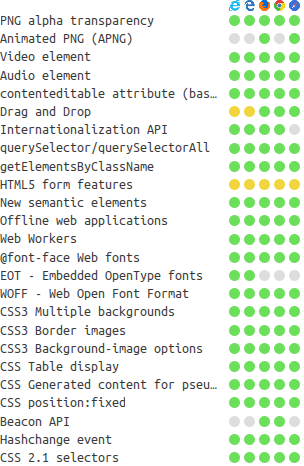 PNG alpha transparency
Animated PNG (APNG)
Video element
Audio element
contenteditable attribute (bas…
Drag and Drop
Internationalization API
querySelector/querySelectorAll
getElementsByClassName
HTML5 form features
New semantic elements
Offline web applications
Web Workers
@font-face Web fonts
EOT - Embedded OpenType fonts
WOFF - Web Open Font Format
CSS3 Multiple backgrounds
CSS3 Border images
CSS3 Background-image options
CSS Table display
CSS Generated content for pseu…
CSS position:fixed
Beacon API
Hashchange event
CSS 2.1 selectors